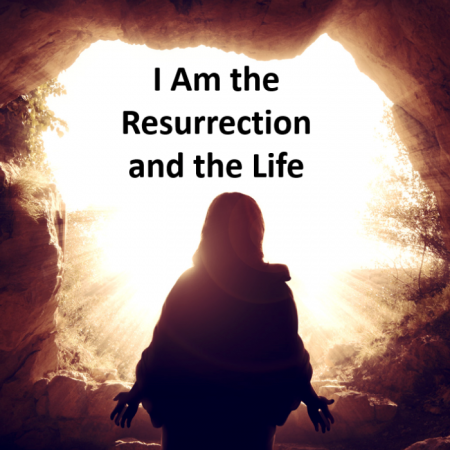 I Am the
Resurrection
and the Life